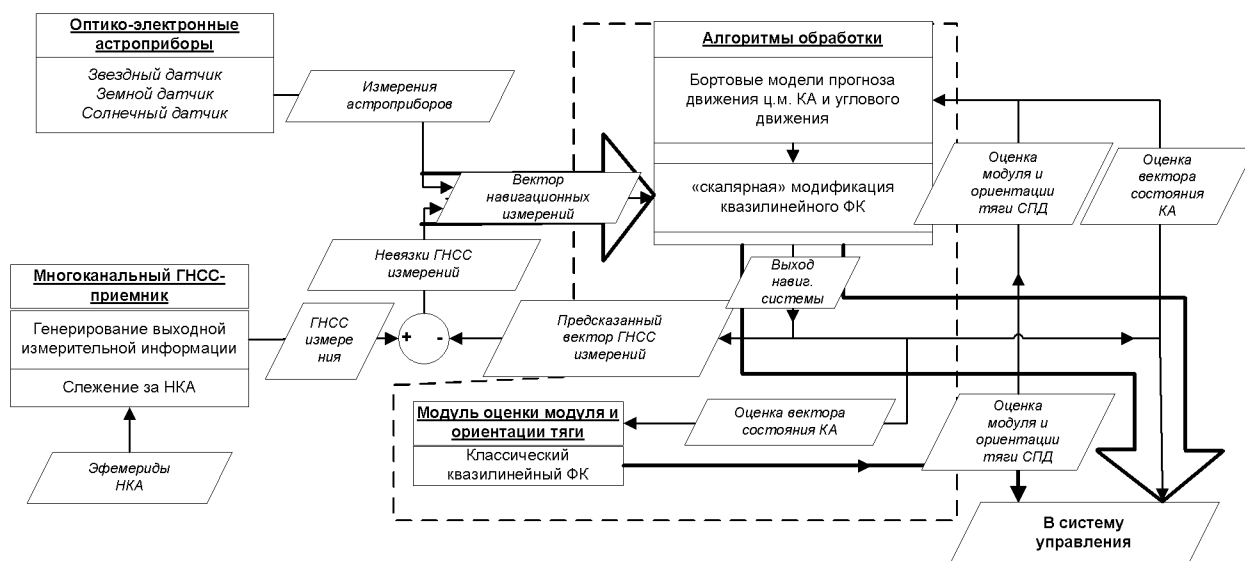 Оптико-электронные
астроприборы
Звездный датчик
Земной датчик
Солнечный датчик
Измерения
астроприборов
Алгоритмы обработки
Бортовые модели прогноза
движения ц.м. КА и углового
движения
«скалярная» модификация
квазилинейного ФК
Вектор
навигационных
измерений
Оценка
модуля и
ориентации
тяги СПД
Оценка
вектора
состояния
КА
Невязки ГНСС
измерений
Выход
навиг.
системы
Многоканальный ГНСС-
приемник
Генерирование выходной
измерительной информации
Слежение за НКА
ГНСС
измере
ния
+
-
Предсказанный
вектор ГНСС
измерений
Модуль оценки модуля и
ориентации тяги
Классический
квазилинейный ФК
Оценка вектора
состояния КА
Оценка
модуля и
ориентации
тяги СПД
Эфемериды
НКА
В систему
управления